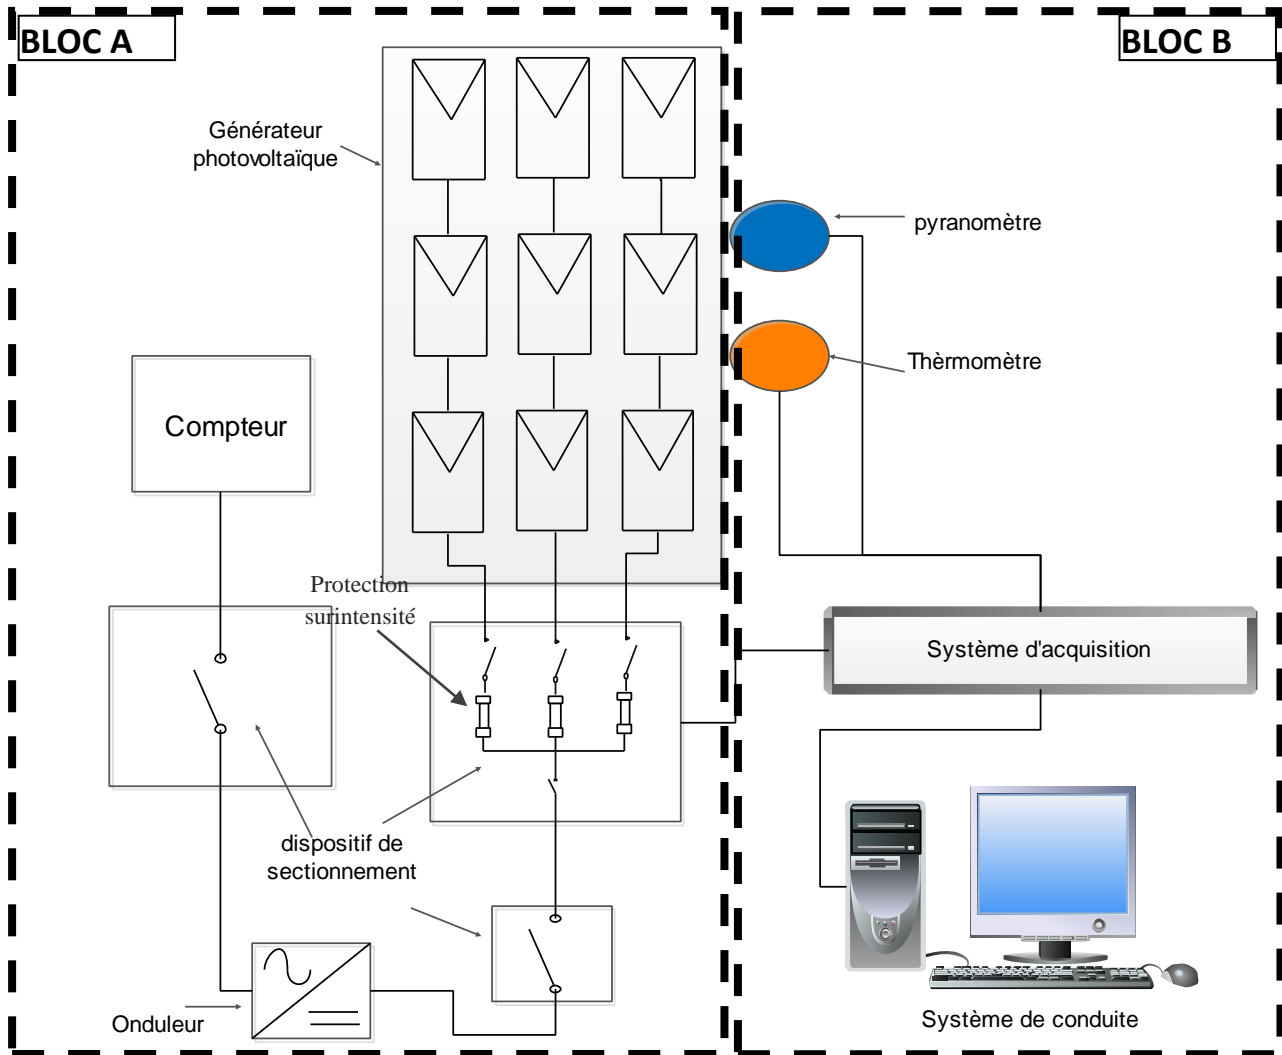 BLOC A
BLOC B
Générateur
photovoltaïque
pyranomètre
Thèrmomètre
Compteur
Protection
surintensité
Système d'acquisition
dispositif de
sectionnement
Onduleur
Système de conduite